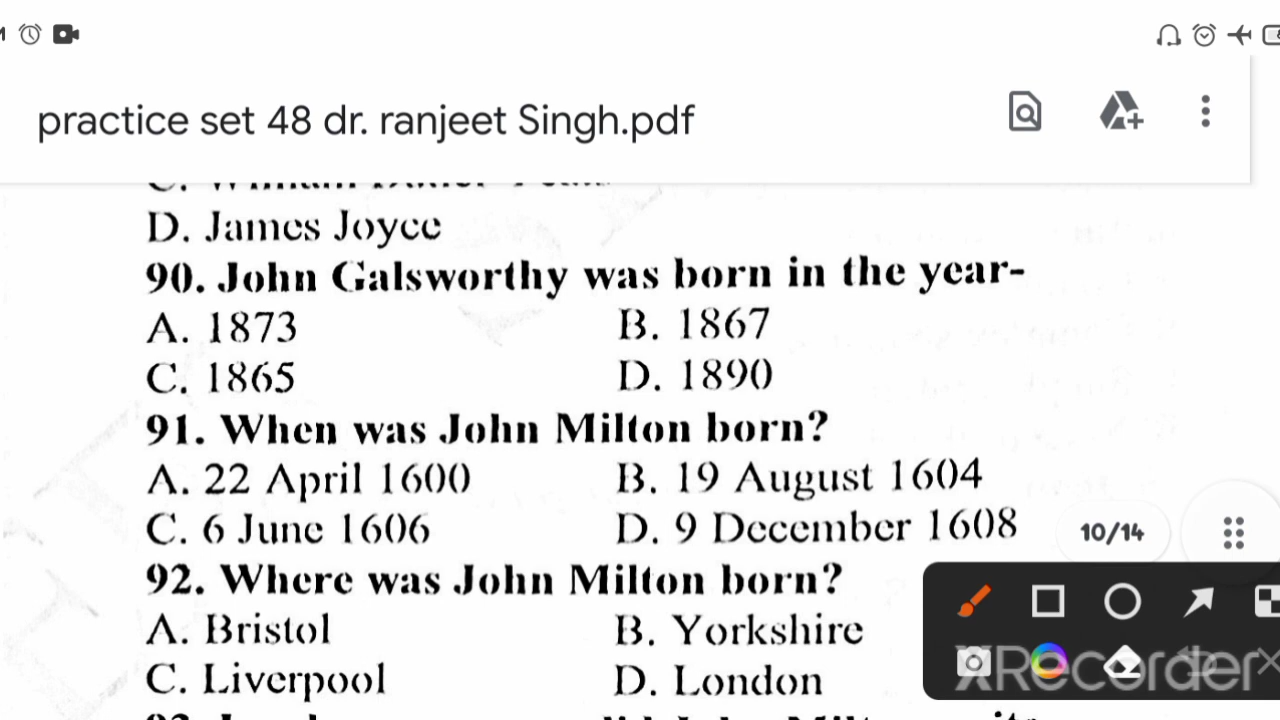 practice set 48 dr. ranjeet Singh.pdf
D. James Joyce
90. John Galsworthy was born in the year-
A. 1873 B. 1867
C. 1865 D. 1890
91. When was John Milton born?
A. 22 April 1600 B. 19 August 1604
C. 6 June 1606 D. 9 December 1608
10/14
92. Where was John Milton born?
A. Bristol B. Yorkshire
C. Liverpool D. London
XRecorder